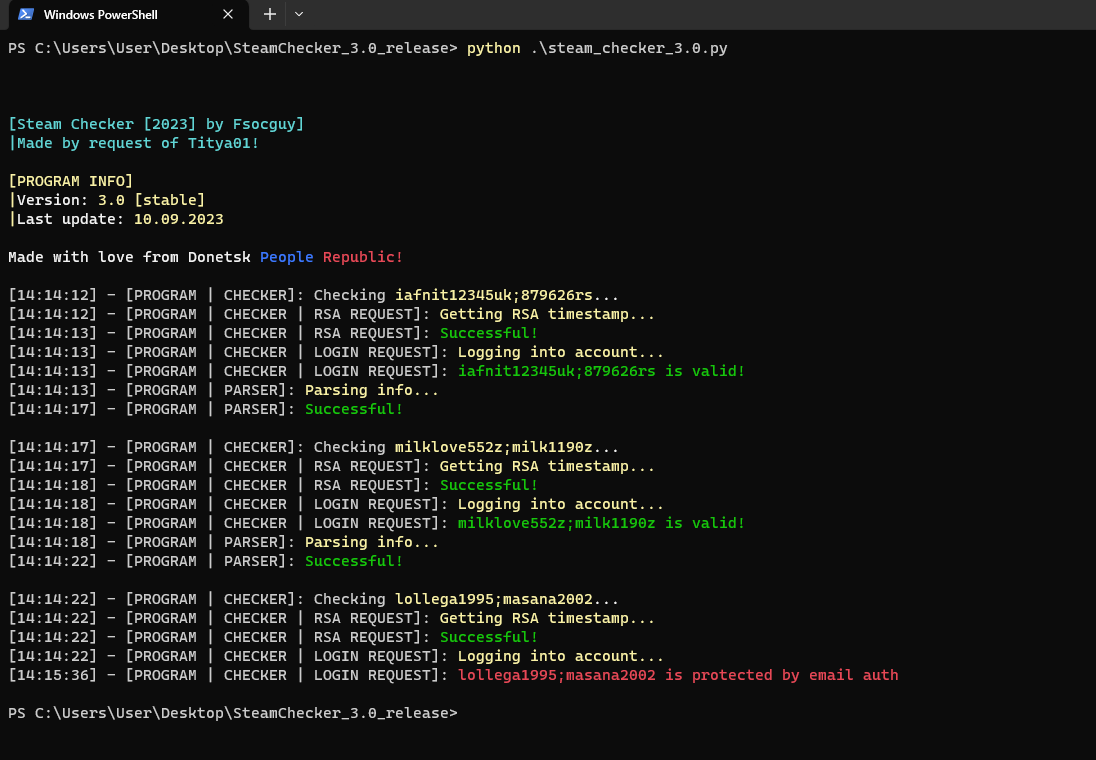 Windows PowerShell
PS C:\Users\User\Desktop\SteamChecker_3.0_release> python .\steam_checker_3.0.py
[Steam Checker [2023] by Fsocguy]
|Made by request of Titya01!
[PROGRAM INFO]
|Version: 3.0 [stable]
|Last update: 10.09.2023
Made with love from Donetsk People Republic!
[14:14:12] - [PROGRAM | CHECKER]: Checking iafnit12345uk;879626rs...
[14:14:12] - [PROGRAM | CHECKER | RSA REQUEST]: Getting RSA timestamp...
[14:14:13] - [PROGRAM | CHECKER | RSA REQUEST]: Successful!
[14:14:13] - [PROGRAM | CHECKER | LOGIN REQUEST]: Logging into account...
[14:14:13] - [PROGRAM | CHECKER | LOGIN REQUEST]: iafnit12345uk;879626rs is valid!
[14:14:13] - [PROGRAM | PARSER]: Parsing info...
[14:14:17] - [PROGRAM | PARSER]: Successful!
[14:14:17] - [PROGRAM | CHECKER]: Checking milklove552z;milk1190z...
[14:14:17] - [PROGRAM | CHECKER | RSA REQUEST]: Getting RSA timestamp...
[14:14:18] - [PROGRAM | CHECKER | RSA REQUEST]: Successful!
[14:14:18] - [PROGRAM | CHECKER | LOGIN REQUEST]: Logging into account...
[14:14:18] - [PROGRAM | CHECKER | LOGIN REQUEST]: milklove552z;milk1190z is valid!
[14:14:18] - [PROGRAM | PARSER]: Parsing info...
[14:14:22] - [PROGRAM | PARSER]: Successful!
[14:14:22] - [PROGRAM | CHECKER]: Checking lollega1995;masana2002...
[14:14:22] - [PROGRAM | CHECKER | RSA REQUEST]: Getting RSA timestamp...
[14:14:22] - [PROGRAM | CHECKER | RSA REQUEST]: Successful!
[14:14:22] - [PROGRAM | CHECKER | LOGIN REQUEST]: Logging into account...
[14:15:36] - [PROGRAM | CHECKER | LOGIN REQUEST]: lollega1995;masana2002 is protected by email auth
PS C:\Users\User\Desktop\SteamChecker_3.0_release>